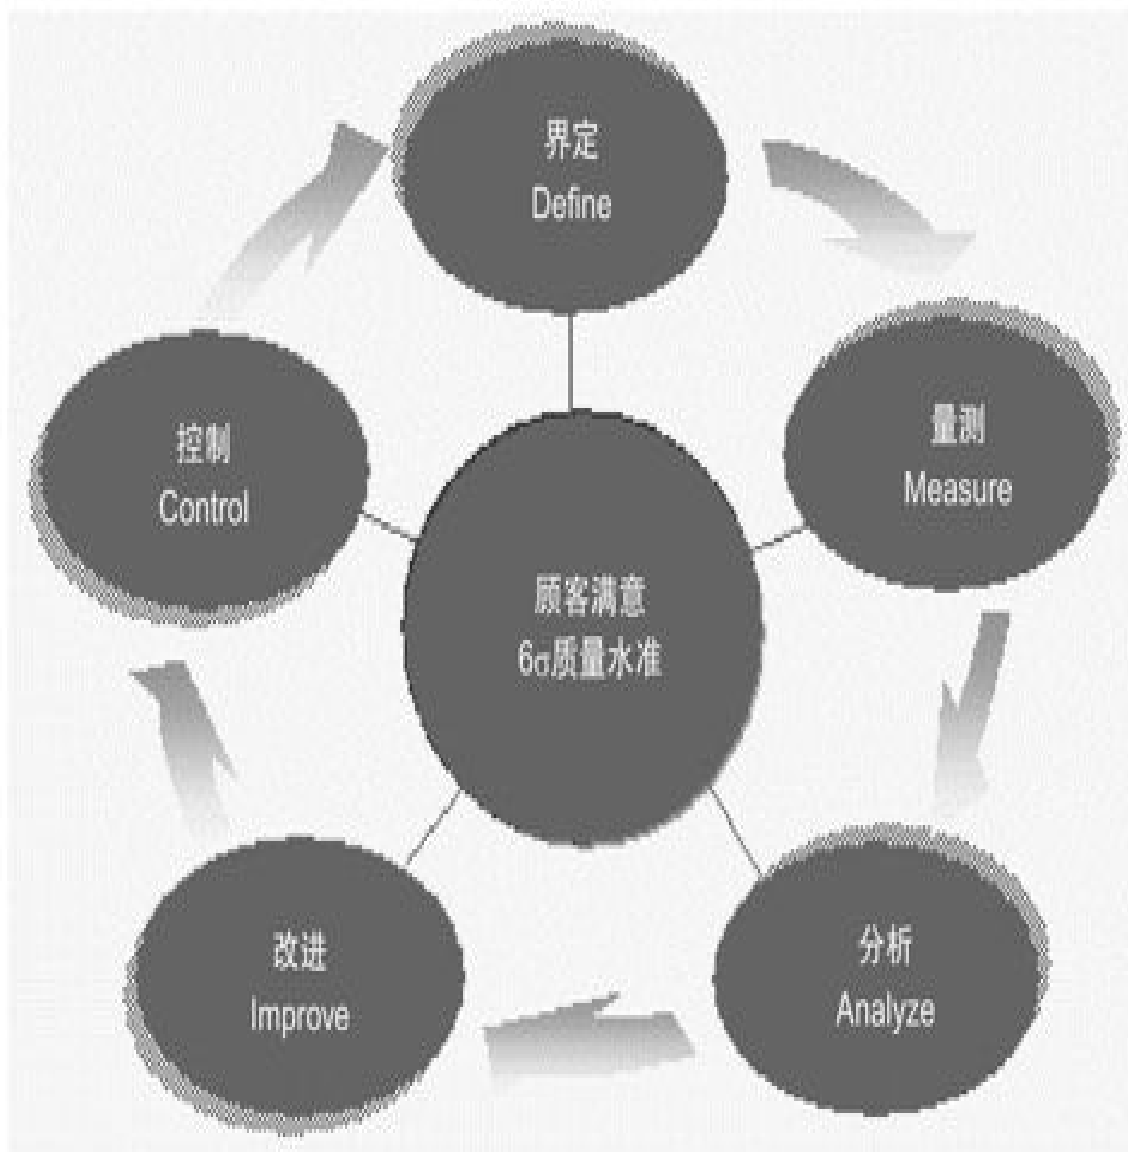 界定
Define
量测
Measure
分析
Analyze
改进
Improve
控制
Control
顾客满意
6σ质量水准